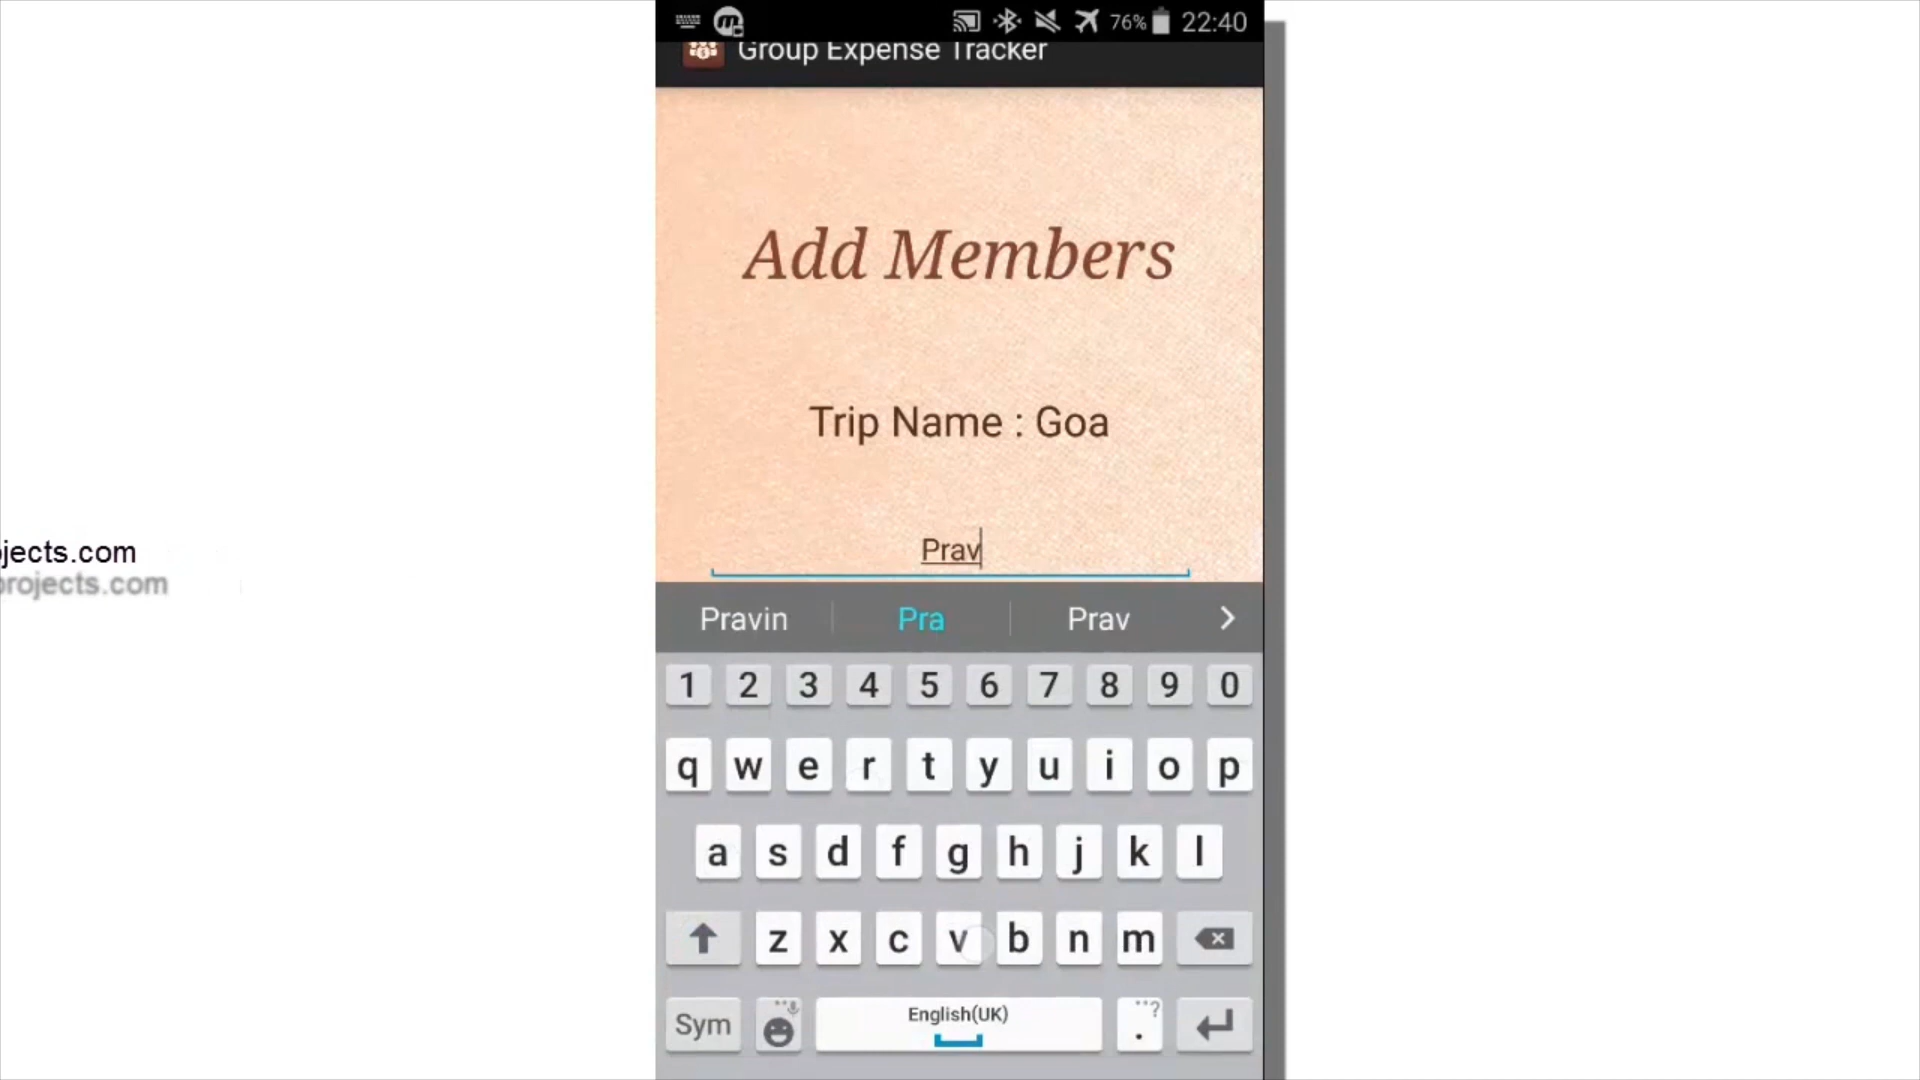 76% 22:40
Group Expense Tracker
Add Members
Trip Name : Goa
jects.com
rojects.com
Prav
Pravin Pra Prav
1 2 3 4 5 6 7 8 9 0
q w e r t y u i o p
a s d f g h j k l
z x c v b n m
Sym English(UK) . ?